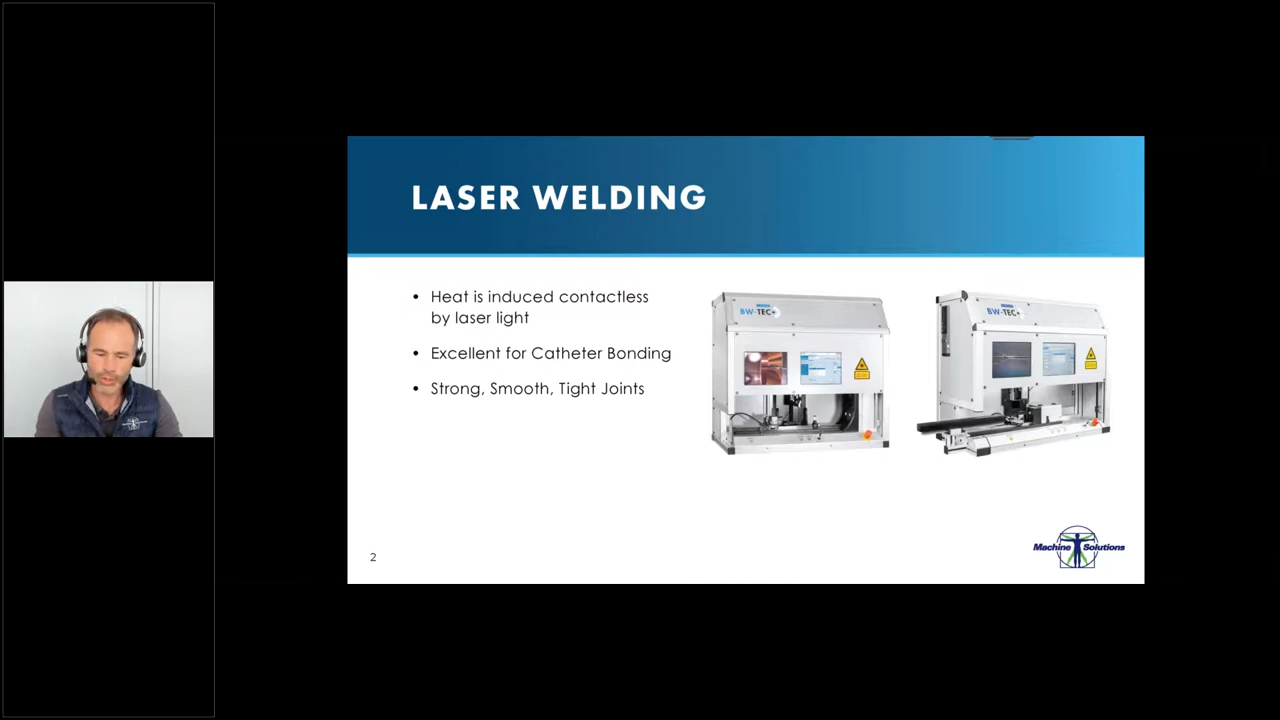 LASER WELDING
• Heat is induced contactless
by laser light
• Excellent for Catheter Bonding
• Strong, Smooth, Tight Joints
BW-TEC
BW-TEC
2
Machine Solutions